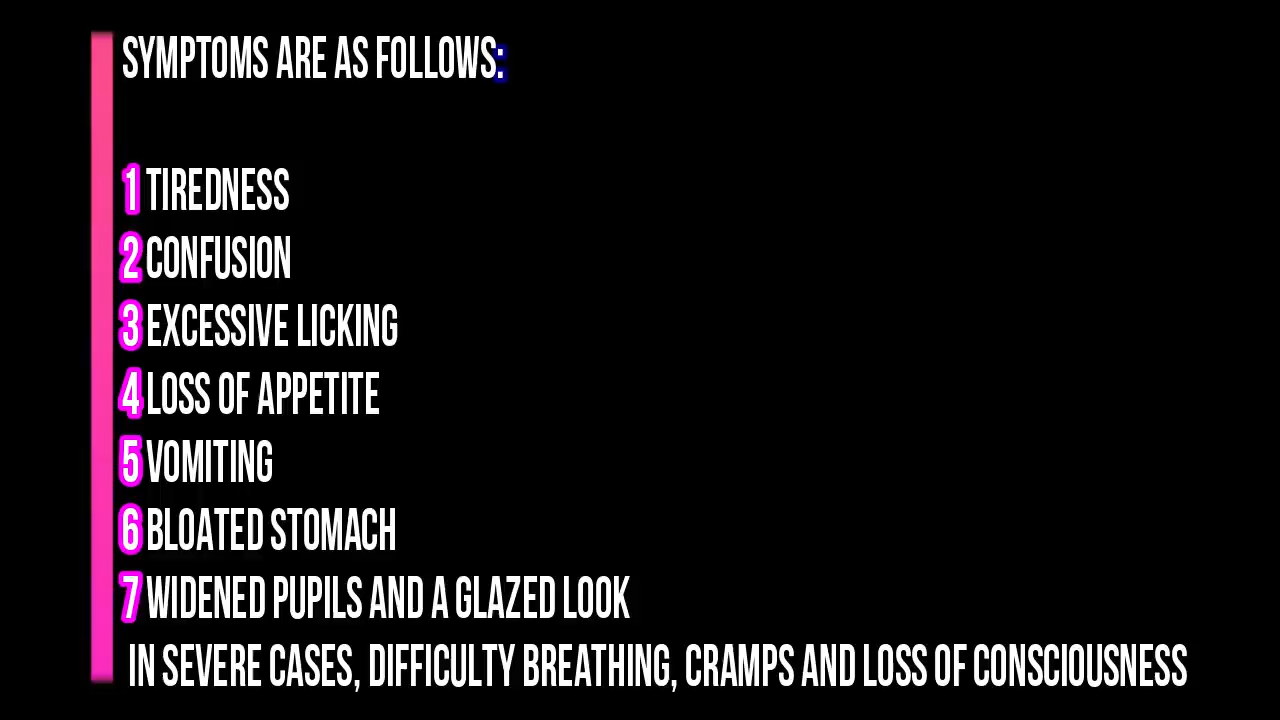 SYMPTOMS ARE AS FOLLOWS:
1 TIREDNESS
2 CONFUSION
3 EXCESSIVE LICKING
4 LOSS OF APPETITE
5 VOMITING
6 BLOATED STOMACH
7 WIDENED PUPILS AND A GLAZED LOOK
IN SEVERE CASES, DIFFICULTY BREATHING, CRAMPS AND LOSS OF CONSCIOUSNESS